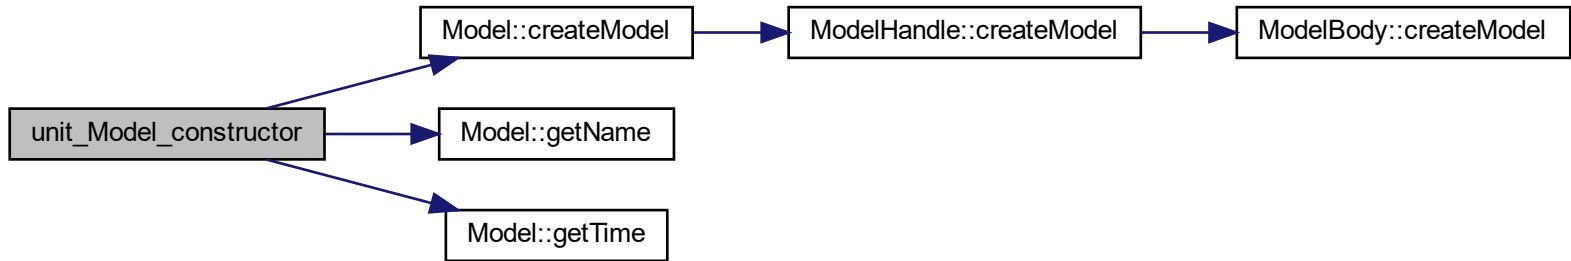 Model::createModel
ModelHandle::createModel
ModelBody::createModel
unit_Model_constructor
Model::getName
Model::getTime